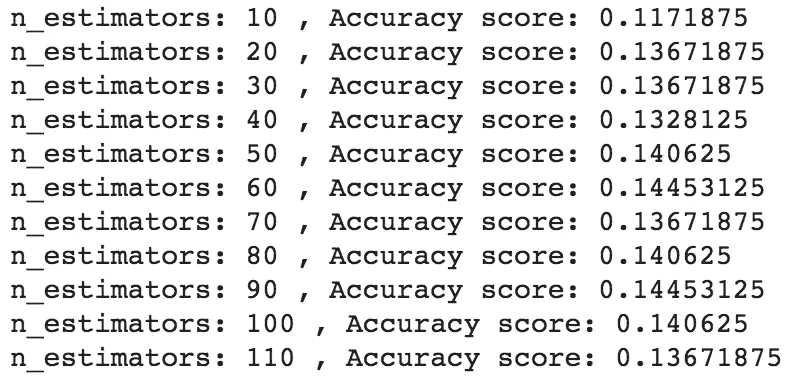 n_estimators: 10 , Accuracy score: 0.1171875
n_estimators: 20 , Accuracy score: 0.13671875
n_estimators: 30 , Accuracy score: 0.13671875
n_estimators: 40 , Accuracy score: 0.1328125
n_estimators: 50 , Accuracy score: 0.140625
n_estimators: 60 , Accuracy score: 0.14453125
n_estimators: 70 , Accuracy score: 0.13671875
n_estimators: 80 , Accuracy score: 0.140625
n_estimators: 90 , Accuracy score: 0.14453125
n_estimators: 100 , Accuracy score: 0.140625
n_estimators: 110 , Accuracy score: 0.13671875